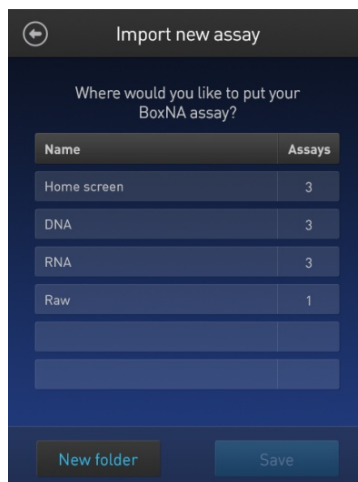 Import new assay
Where would you like to put your
BoxNA assay?
Name Assays
Home screen 3
DNA 3
RNA 3
Raw 1
New folder Save